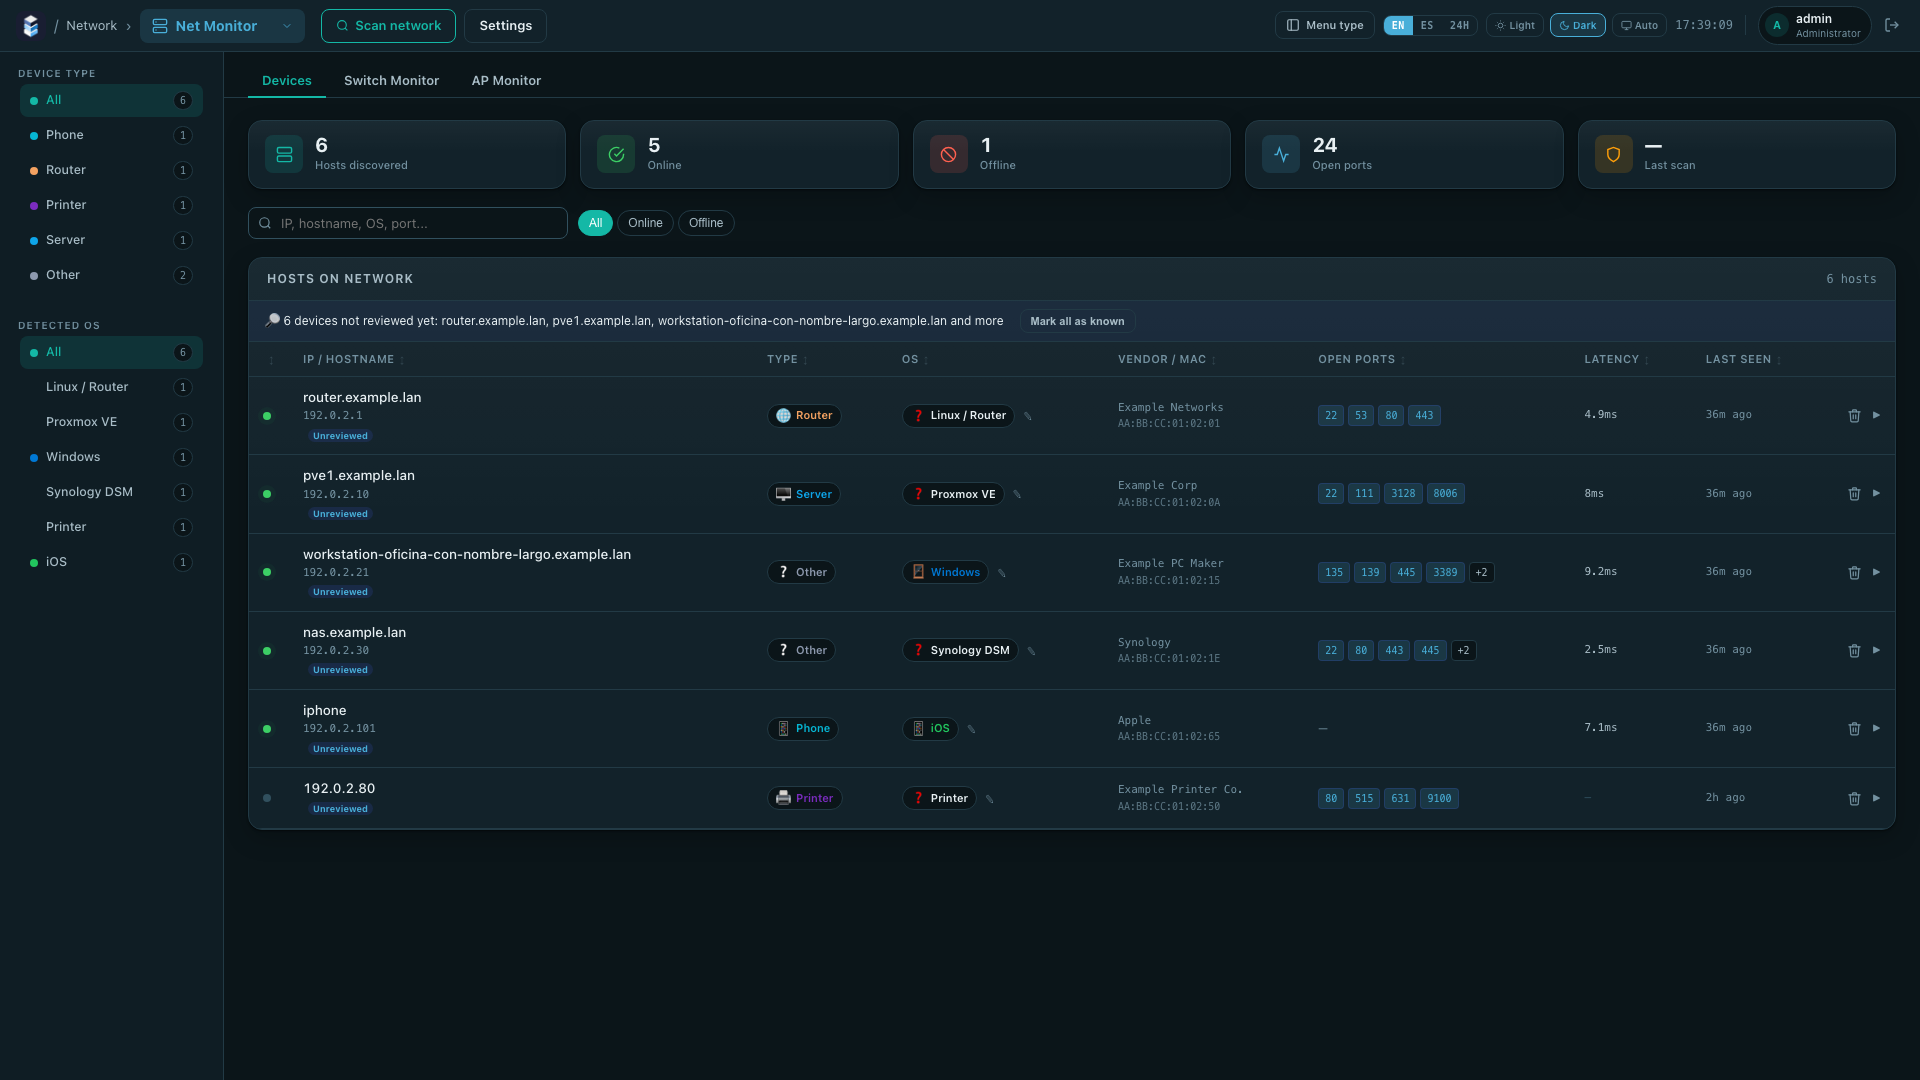 / Network › Net Monitor
Scan network
Settings
Menu type
EN ES 24H
Light
Dark
Auto
17:39:09
A
admin
Administrator
DEVICE TYPE
All 6
Phone 1
Router 1
Printer 1
Server 1
Other 2
DETECTED OS
All 6
Linux / Router 1
Proxmox VE 1
Windows 1
Synology DSM 1
Printer 1
iOS 1
Devices Switch Monitor AP Monitor
6
Hosts discovered
5
Online
1
Offline
24
Open ports
—
Last scan
IP, hostname, OS, port...
All Online Offline
HOSTS ON NETWORK
6 hosts
6 devices not reviewed yet: router.example.lan, pve1.example.lan, workstation-oficina-con-nombre-largo.example.lan and more
Mark all as known
IP / HOSTNAME TYPE OS VENDOR / MAC OPEN PORTS LATENCY LAST SEEN
router.example.lan
192.0.2.1
Unreviewed
Router
? Linux / Router
Example Networks
AA:BB:CC:01:02:01
22 53 80 443
4.9ms
36m ago
pve1.example.lan
192.0.2.10
Unreviewed
Server
? Proxmox VE
Example Corp
AA:BB:CC:01:02:0A
22 111 3128 8006
8ms
36m ago
workstation-oficina-con-nombre-largo.example.lan
192.0.2.21
Unreviewed
? Other
Windows
Example PC Maker
AA:BB:CC:01:02:15
135 139 445 3389 +2
9.2ms
36m ago
nas.example.lan
192.0.2.30
Unreviewed
? Other
? Synology DSM
Synology
AA:BB:CC:01:02:1E
22 80 443 445 +2
2.5ms
36m ago
iphone
192.0.2.101
Unreviewed
Phone
iOS
Apple
AA:BB:CC:01:02:65
—
7.1ms
36m ago
192.0.2.80
Unreviewed
Printer
? Printer
Example Printer Co.
AA:BB:CC:01:02:50
80 515 631 9100
—
2h ago